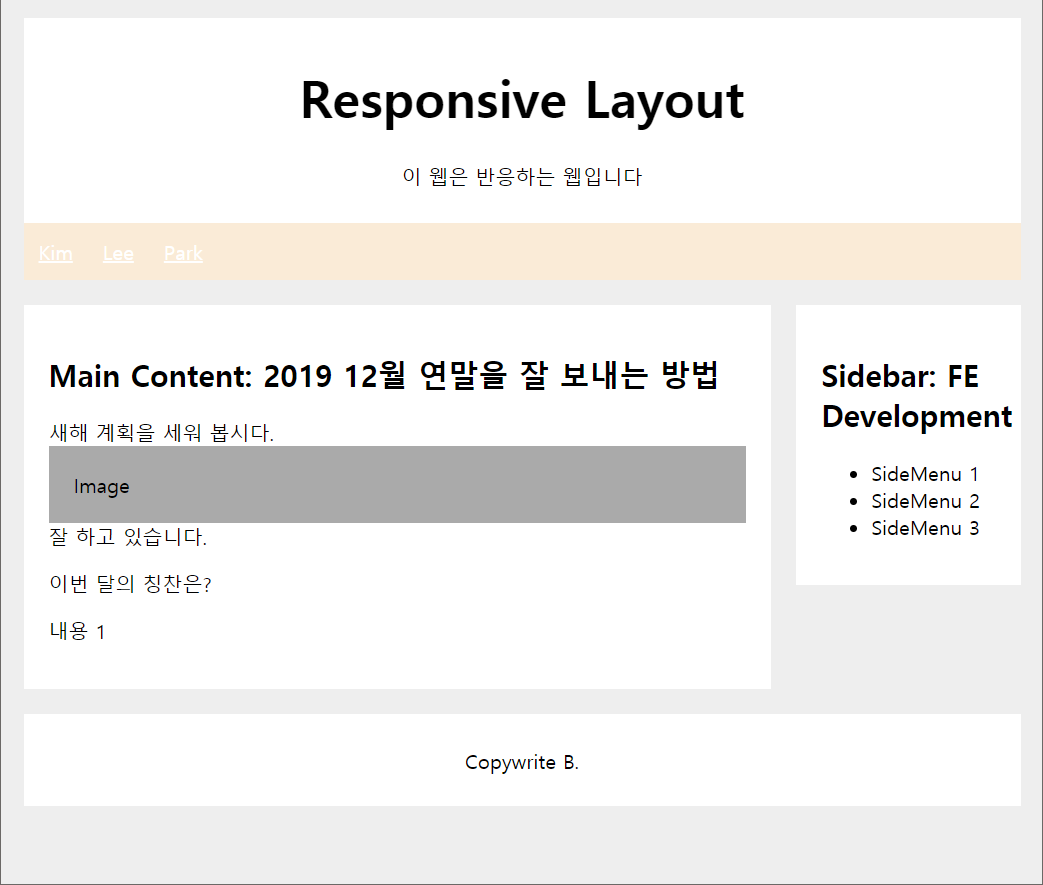 Responsive Layout
이 웹은 반응하는 웹입니다
Kim Lee Park
Main Content: 2019 12월 연말을 잘 보내는 방법
새해 계획을 세워 봅시다.
Image
잘 하고 있습니다.
이번 달의 칭찬은?
내용 1
Sidebar: FE
Development
SideMenu 1
SideMenu 2
SideMenu 3
Copywrite B.